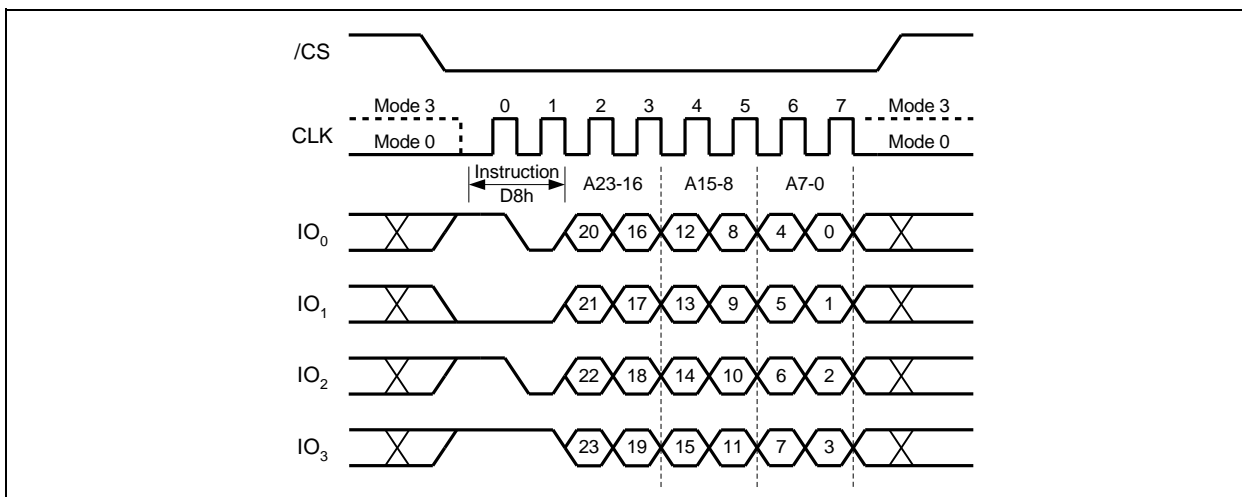 /CS
Mode 3 0 1 2 3 4 5 6 7 Mode 3
CLK
Mode 0 Mode 0
Instruction
D8h
A23-16 A15-8 A7-0
IO0 20 16 12 8 4 0
IO1 21 17 13 9 5 1
IO2 22 18 14 10 6 2
IO3 23 19 15 11 7 3